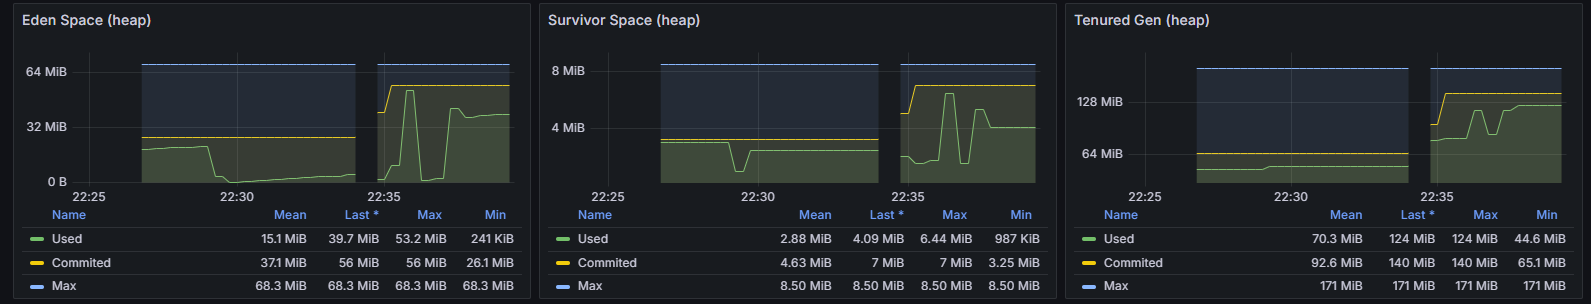 Eden Space (heap)
64 MiB
32 MiB
0 B
22:25 22:30 22:35
Name Mean Last * Max Min
Used 15.1 MiB 39.7 MiB 53.2 MiB 241 KiB
Commited 37.1 MiB 56 MiB 56 MiB 26.1 MiB
Max 68.3 MiB 68.3 MiB 68.3 MiB 68.3 MiB
Survivor Space (heap)
8 MiB
4 MiB
22:25 22:30 22:35
Name Mean Last * Max Min
Used 2.88 MiB 4.09 MiB 6.44 MiB 987 KiB
Commited 4.63 MiB 7 MiB 7 MiB 3.25 MiB
Max 8.50 MiB 8.50 MiB 8.50 MiB 8.50 MiB
Tenured Gen (heap)
128 MiB
64 MiB
22:25 22:30 22:35
Name Mean Last * Max Min
Used 70.3 MiB 124 MiB 124 MiB 44.6 MiB
Commited 92.6 MiB 140 MiB 140 MiB 65.1 MiB
Max 171 MiB 171 MiB 171 MiB 171 MiB